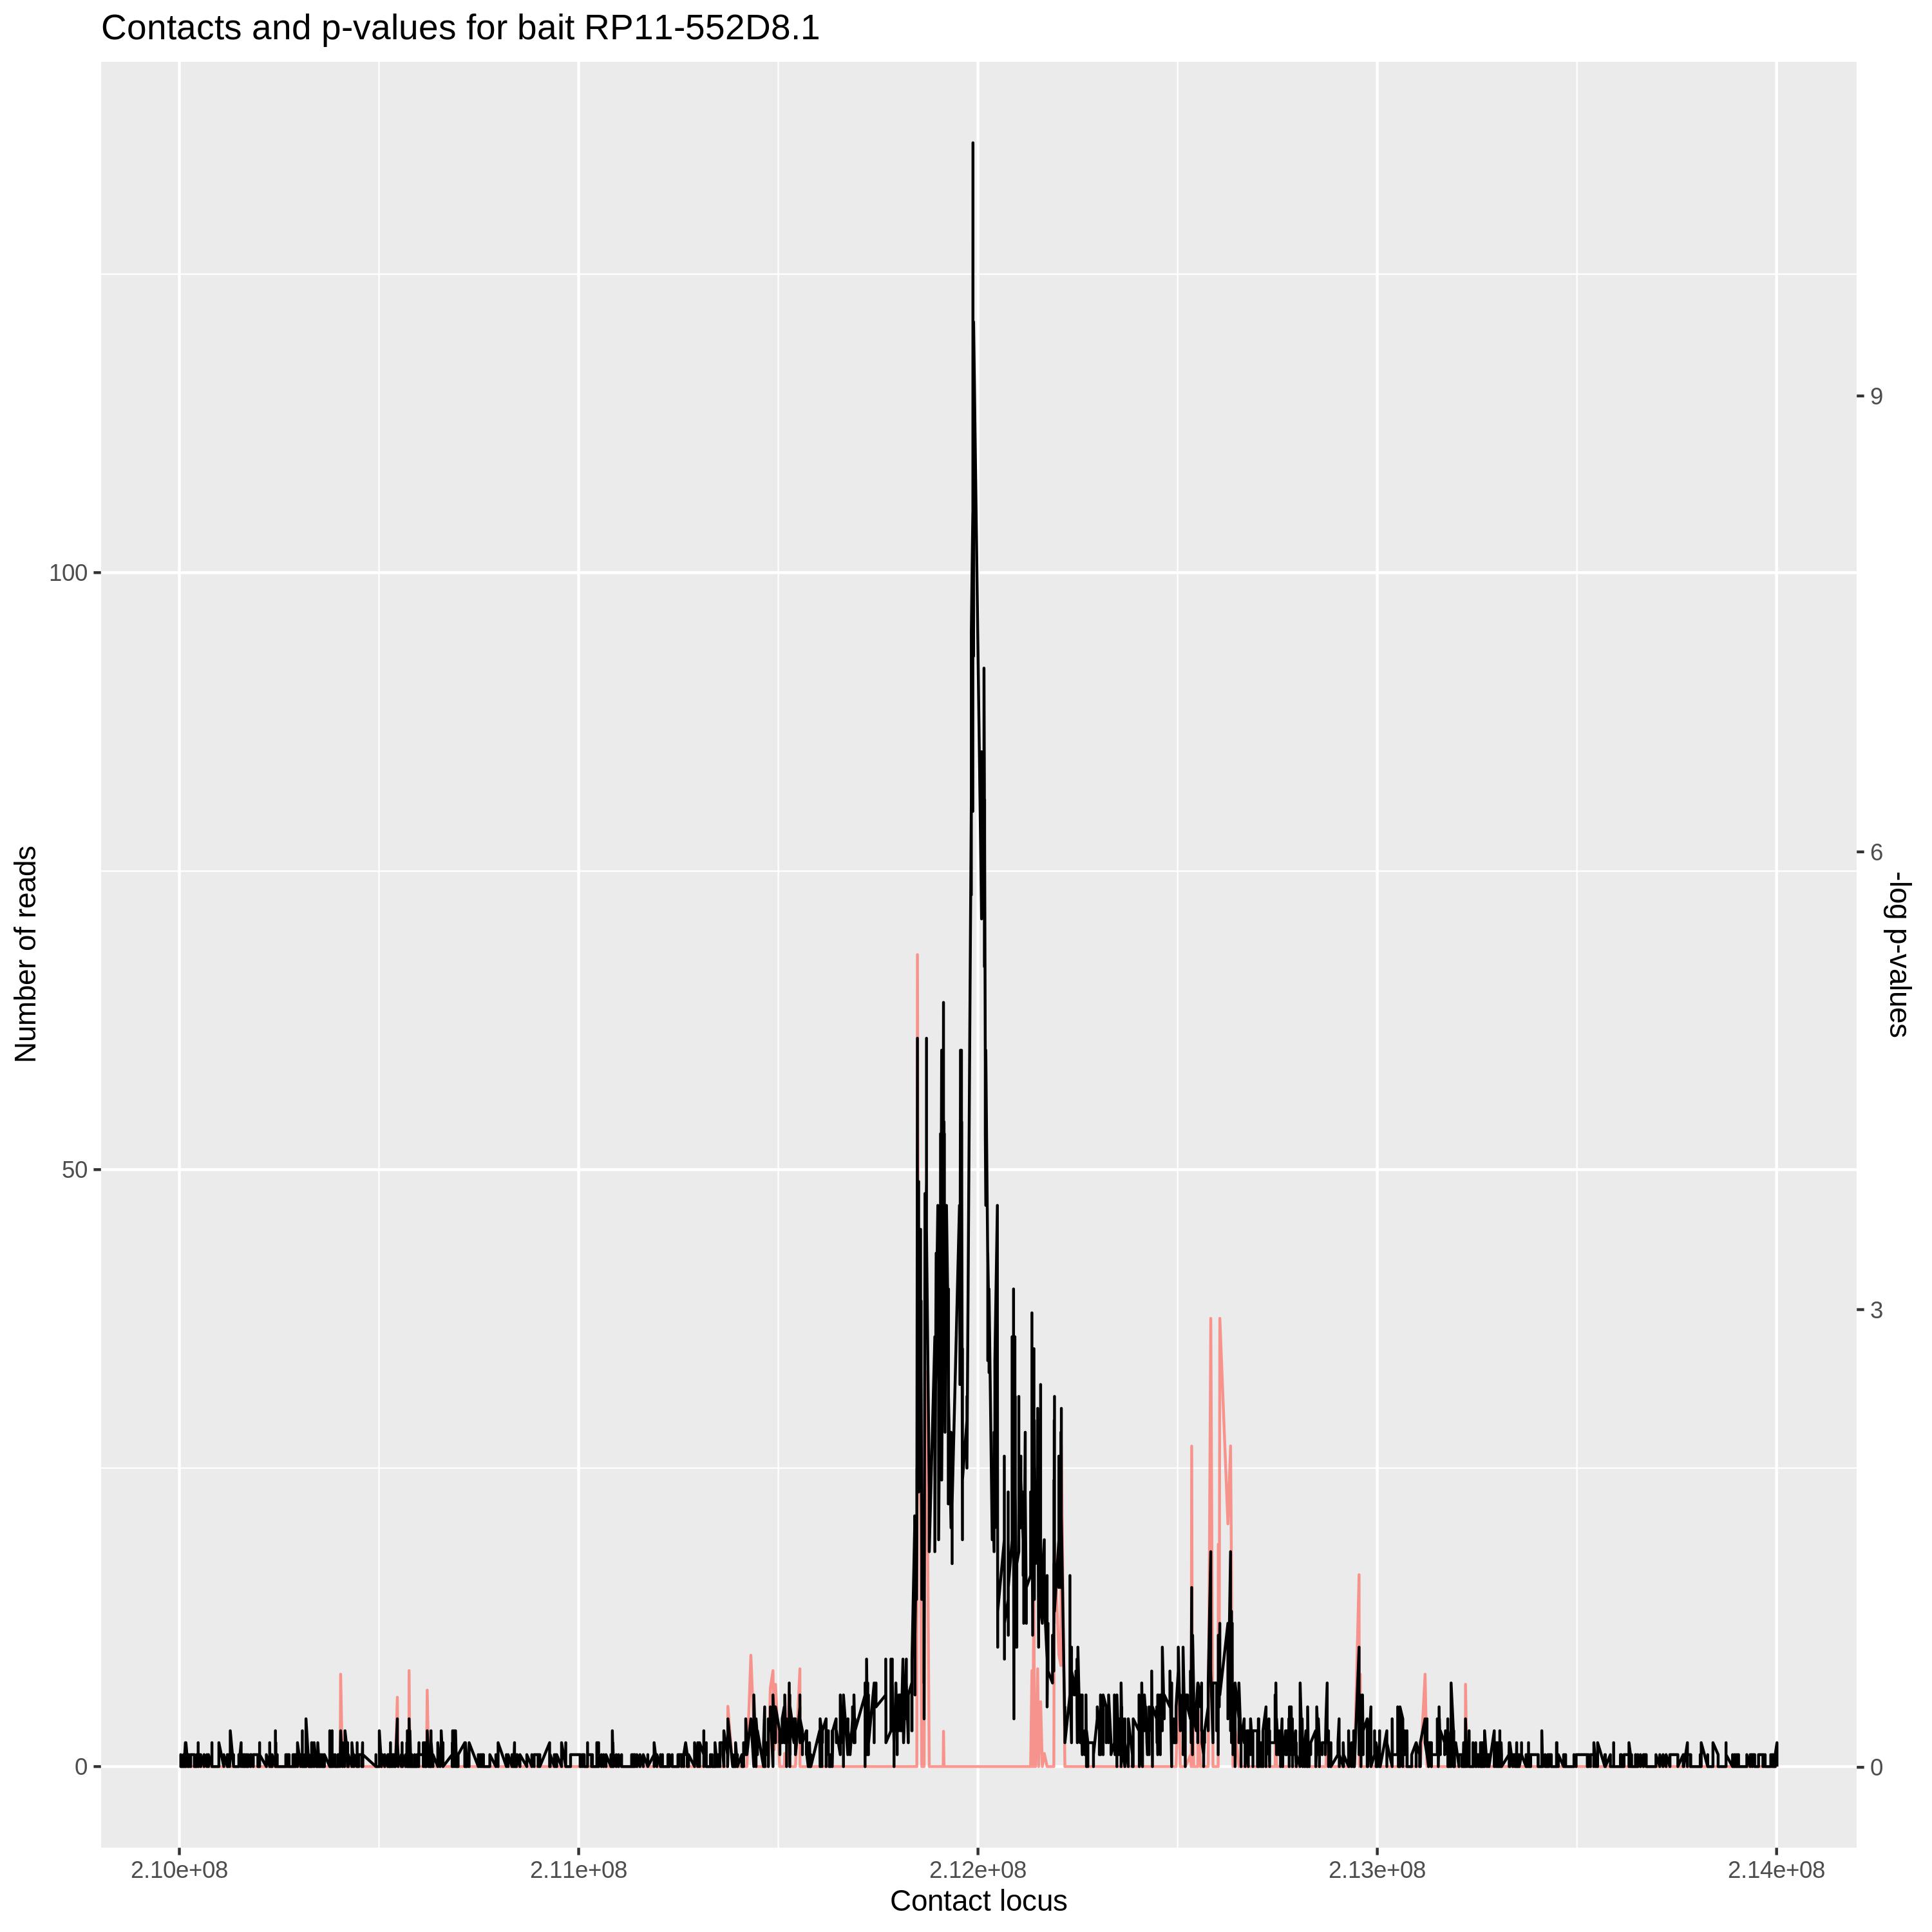 Contacts and p-values for bait RP11-552D8.1
Number of reads
100
50
0
9
6
3
0
-log p-values
2.10e+08
2.11e+08
2.12e+08
2.13e+08
2.14e+08
Contact locus